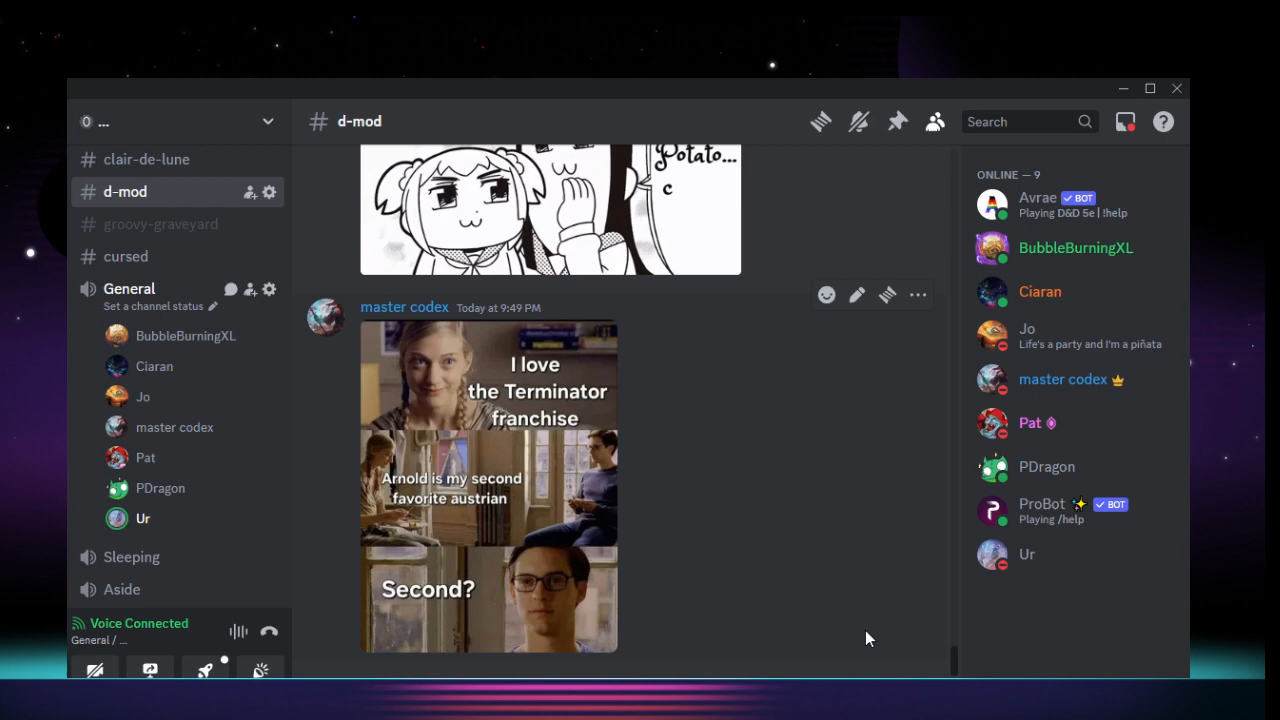 ...
d-mod
Search
clair-de-lune
d-mod
groovy-graveyard
cursed
General
Set a channel status
BubbleBurningXL
Ciaran
Jo
master codex
Pat
PDragon
Ur
Sleeping
Aside
Voice Connected
General / ...
Potato...
c
master codex Today at 9:49 PM
I love
the Terminator
franchise
Arnold is my second
favorite austrian
Second?
ONLINE — 9
Avrae BOT
Playing D&D 5e | !help
BubbleBurningXL
Ciaran
Jo
Life's a party and I'm a piñata
master codex
Pat
PDragon
ProBot ✨ BOT
Playing /help
Ur